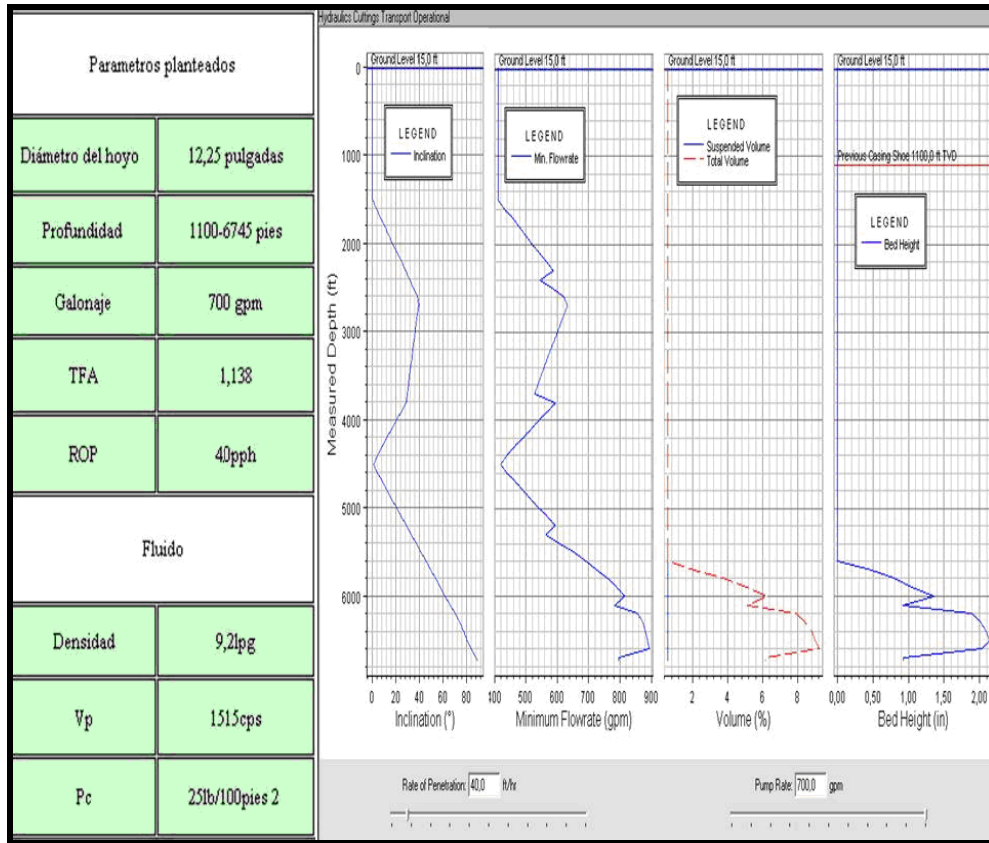 Parametros planteados
Diámetro del hoyo 12,25 pulgadas
Profundidad 1100-6745 pies
Galonaje 700 gpm
TFA 1,138
ROP 40pph
Fluido
Densidad 9,2lpg
Vp 1515cps
Pc 25lb/100pies 2
Hydraulics Cuttings Transport Operational
Ground Level 15,0 ft
LEGEND
Inclination
Ground Level 15,0 ft
LEGEND
Min. Flowrate
Ground Level 15,0 ft
LEGEND
Suspended Volume
Total Volume
Ground Level 15,0 ft
Previous Casing Shoe 1100,0 ft TVD
LEGEND
Bed Height
Measured Depth (ft)
0
1000
2000
3000
4000
5000
6000
0 20 40 60 80
Inclination (°)
400 500 600 700 800 900
Minimum Flowrate (gpm)
2 4 6 8
Volume (%)
0,00 0,50 1,00 1,50 2,00
Bed Height (in)
Rate of Penetration: 40,0 ft/hr
Pump Rate: 700,0 gpm